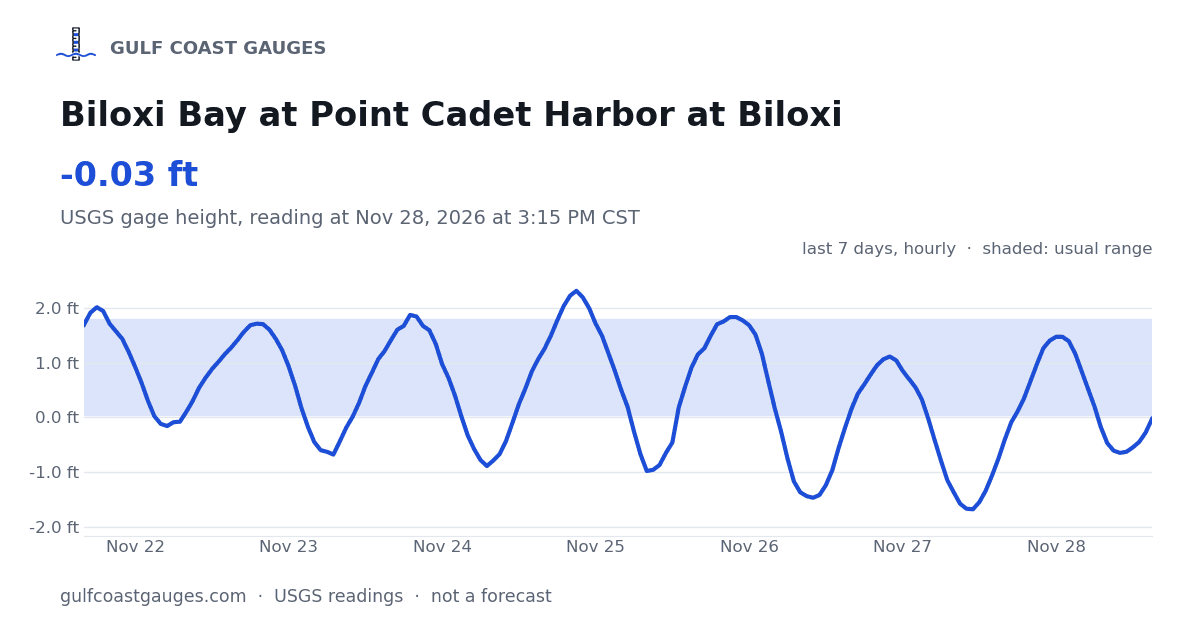 GULF COAST GAUGES
Biloxi Bay at Point Cadet Harbor at Biloxi
-0.03 ft
USGS gage height, reading at Nov 28, 2026 at 3:15 PM CST
last 7 days, hourly · shaded: usual range
2.0 ft
1.0 ft
0.0 ft
-1.0 ft
-2.0 ft
Nov 22 Nov 23 Nov 24 Nov 25 Nov 26 Nov 27 Nov 28
gulfcoastgauges.com · USGS readings · not a forecast